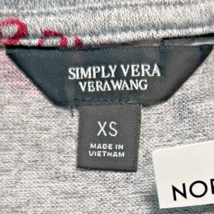 SIMPLY VERA
VERAWANG
XS
MADE IN
VIETNAM
NOR